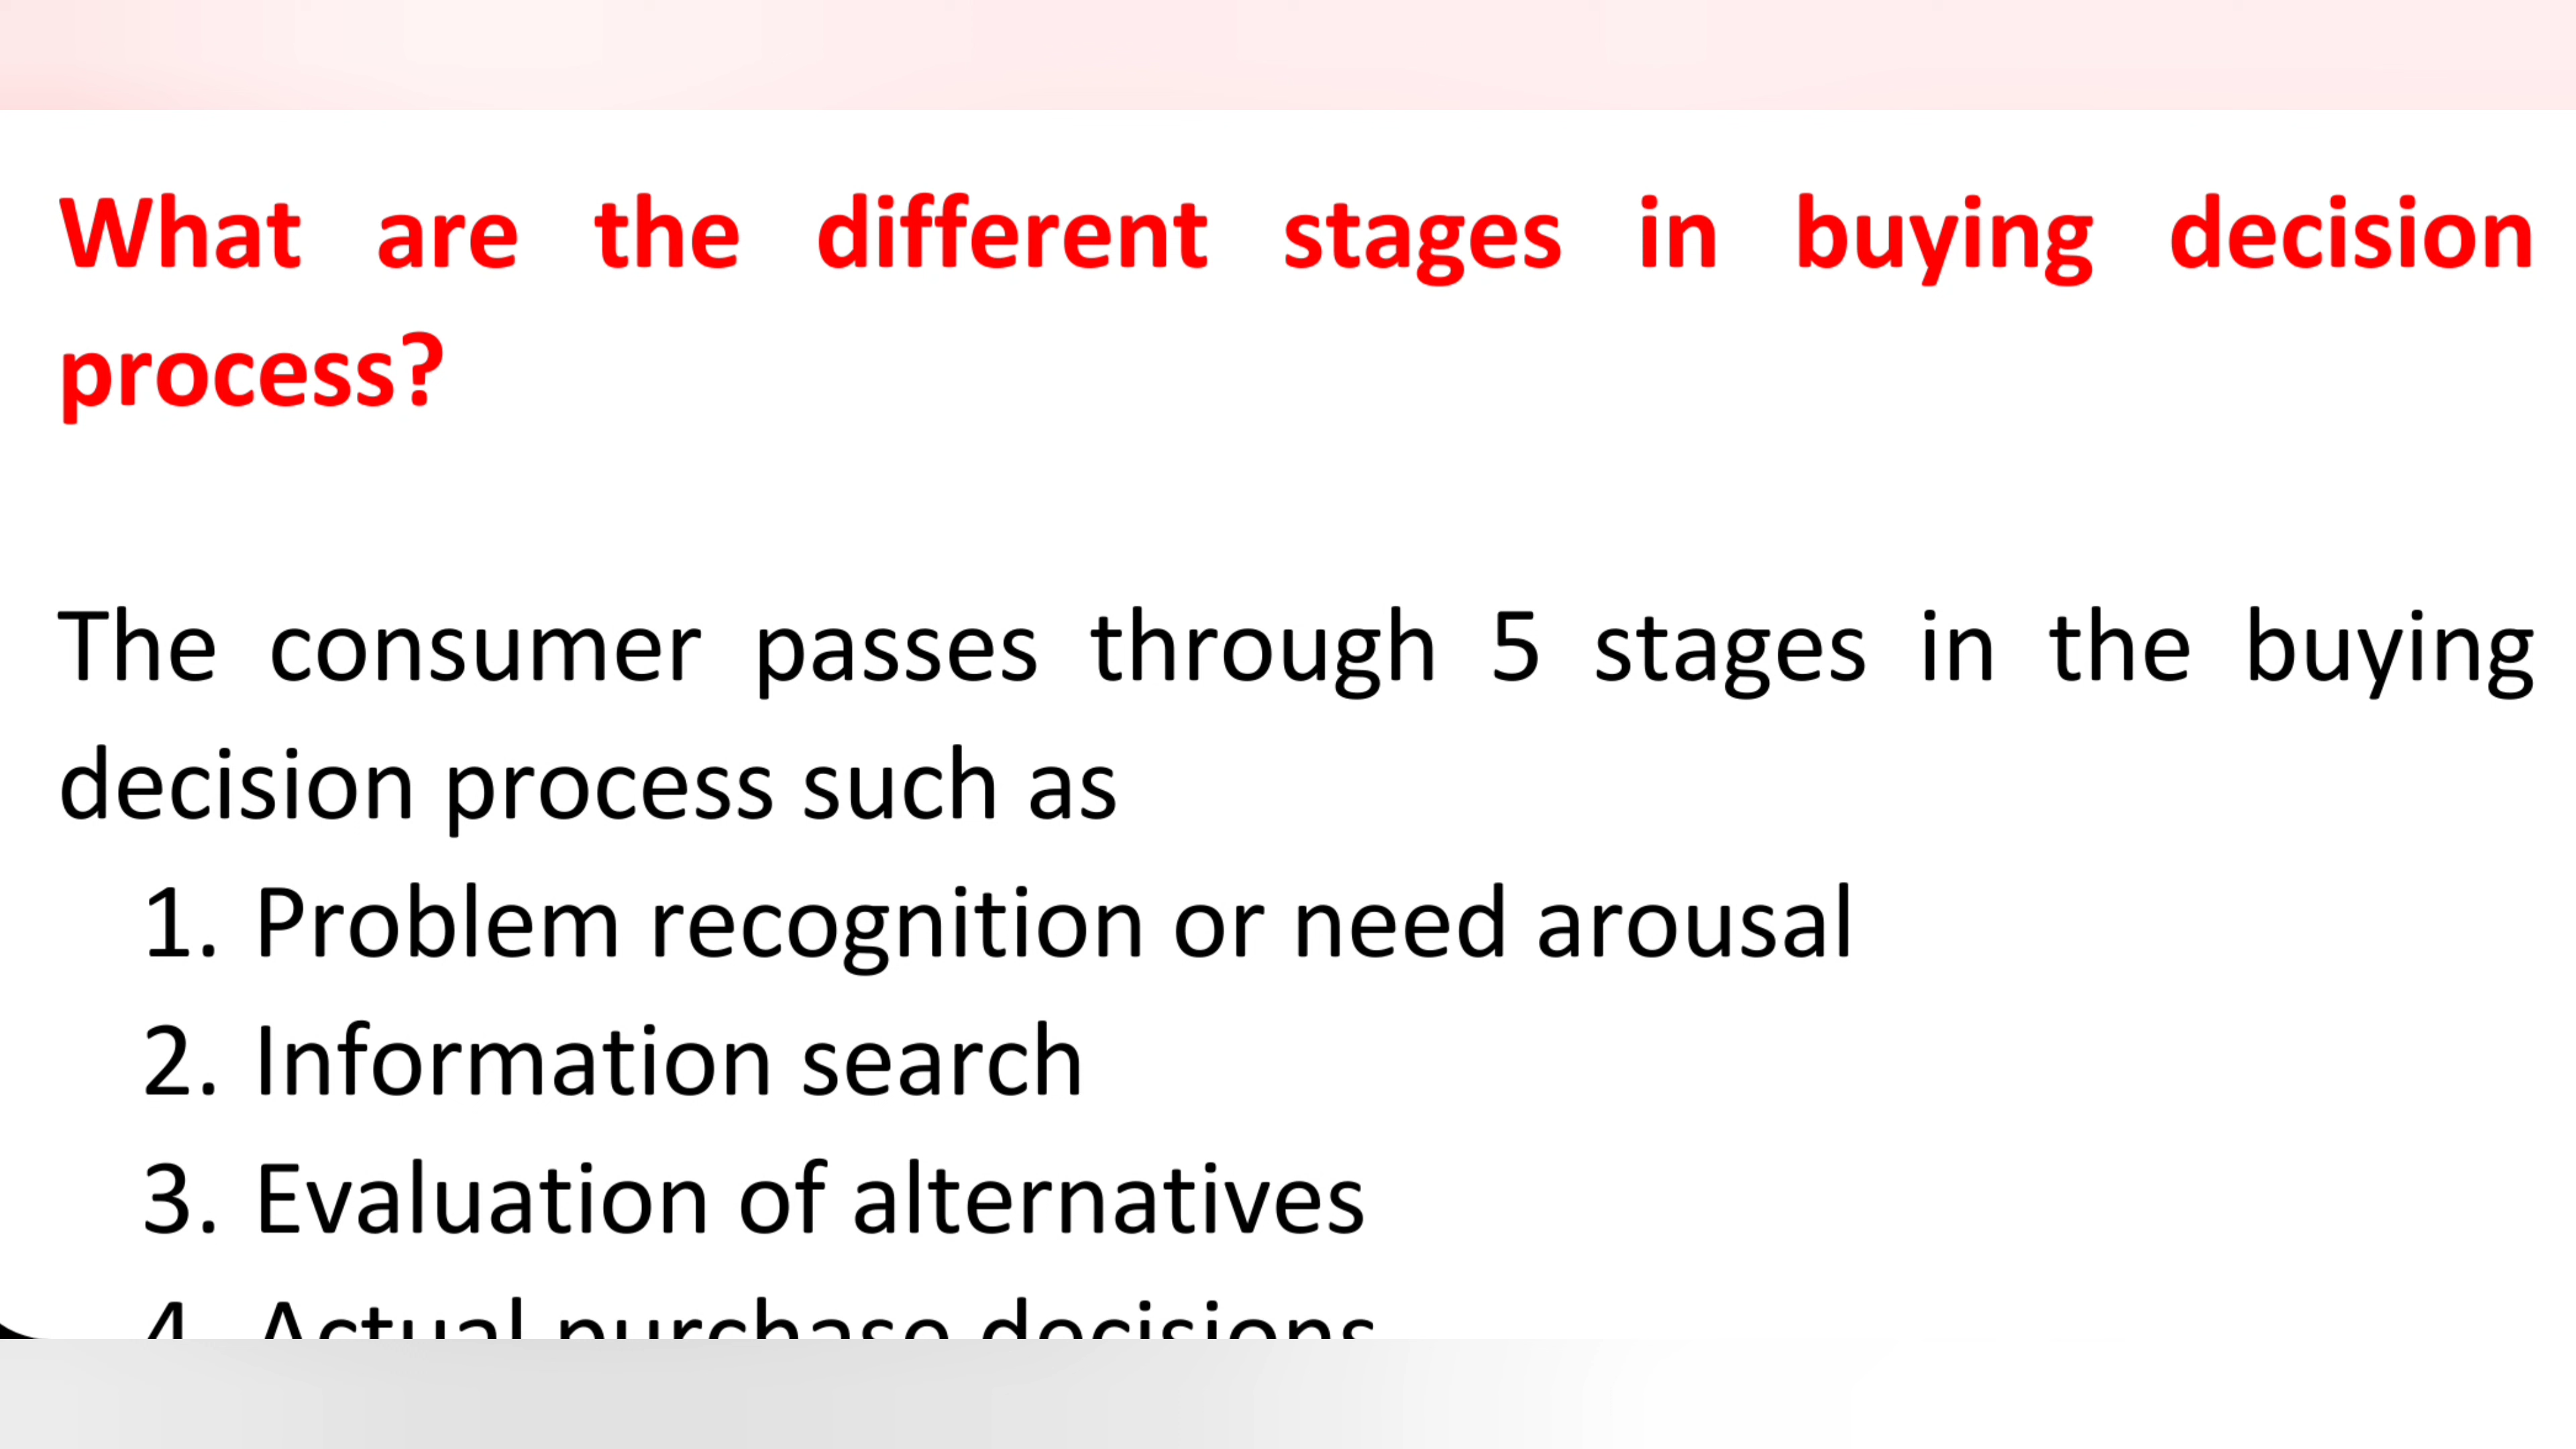 What are the different stages in buying decision
process?
The consumer passes through 5 stages in the buying
decision process such as
1. Problem recognition or need arousal
2. Information search
3. Evaluation of alternatives
4. Actual purchase decisions